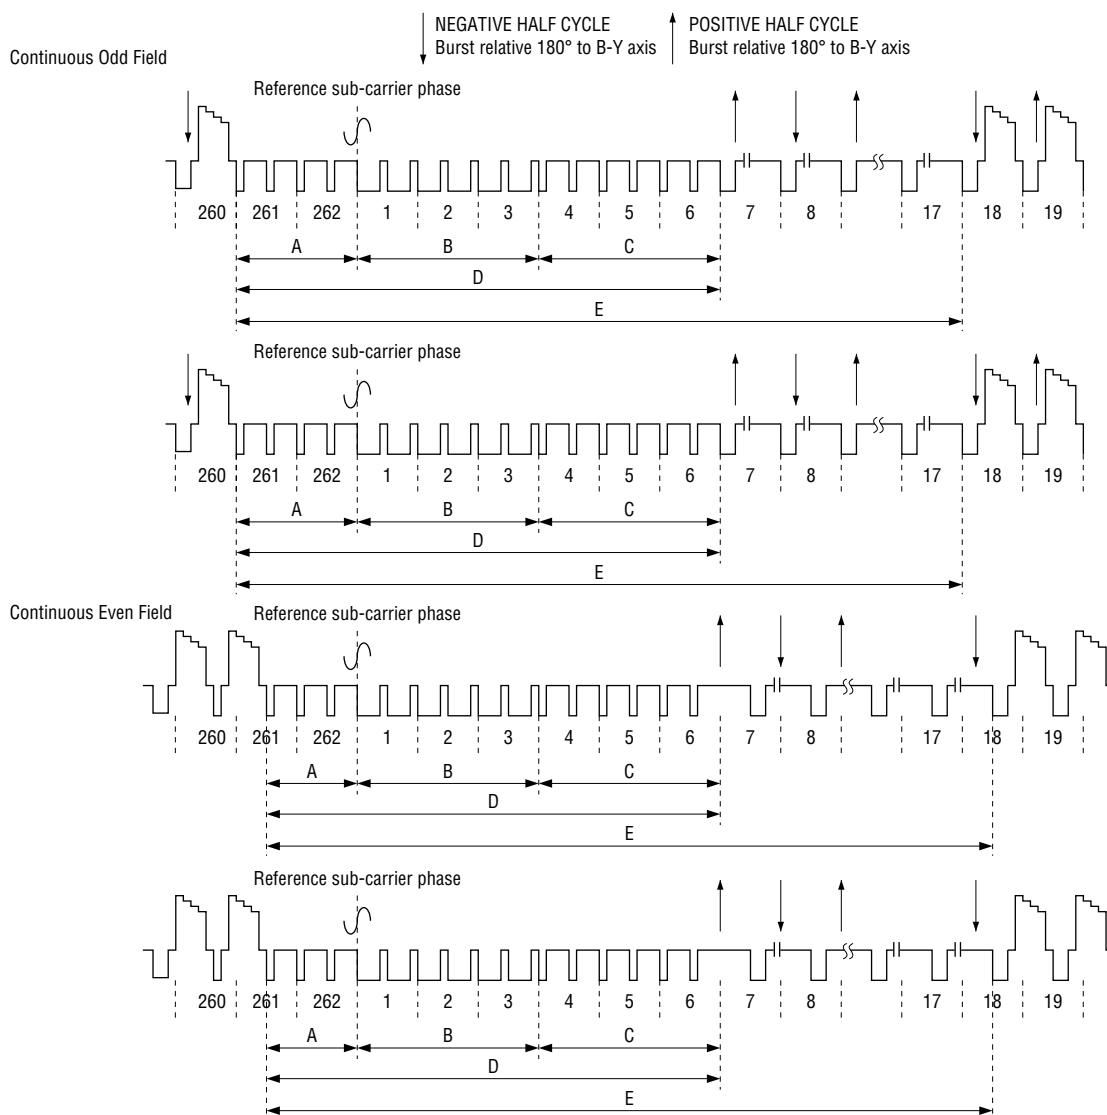 NEGATIVE HALF CYCLE
Burst relative 180° to B-Y axis
POSITIVE HALF CYCLE
Burst relative 180° to B-Y axis
Continuous Odd Field
Reference sub-carrier phase
260 261 262 1 2 3 4 5 6 7 8 17 18 19
A B C
D
E
Reference sub-carrier phase
260 261 262 1 2 3 4 5 6 7 8 17 18 19
A B C
D
E
Continuous Even Field
Reference sub-carrier phase
260 261 262 1 2 3 4 5 6 7 8 17 18 19
A B C
D
E
Reference sub-carrier phase
260 261 262 1 2 3 4 5 6 7 8 17 18 19
A B C
D
E